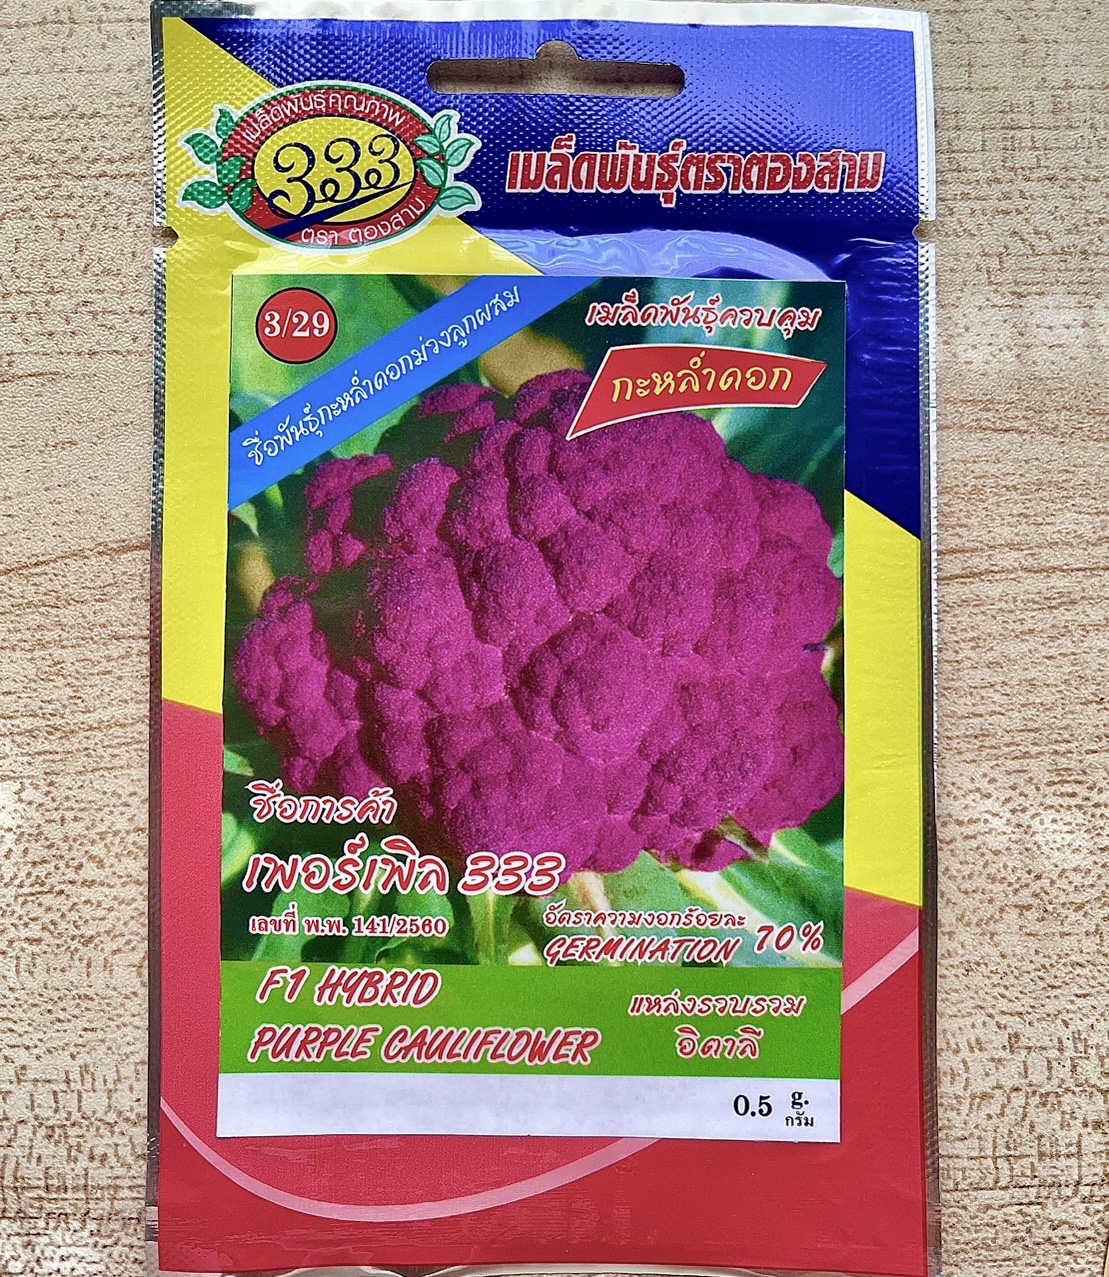 เมล็ดพันธุ์คุณภาพ
333
ตรา ตองสาม
เมล็ดพันธุ์ตราตองสาม
3/29
ชื่อพันธุ์กะหล่ำดอกม่วงลูกผสม
เมล็ดพันธุ์ควบคุม
กะหล่ำดอก
ชื่อการค้า
เพอร์เพิล 333
เลขที่ พ.พ. 141/2560
อัตราความงอกร้อยละ
GERMINATION 70%
F1 HYBRID
PURPLE CAULIFLOWER
แหล่งรวบรวม
อิตาลี
0.5 g.
กรัม